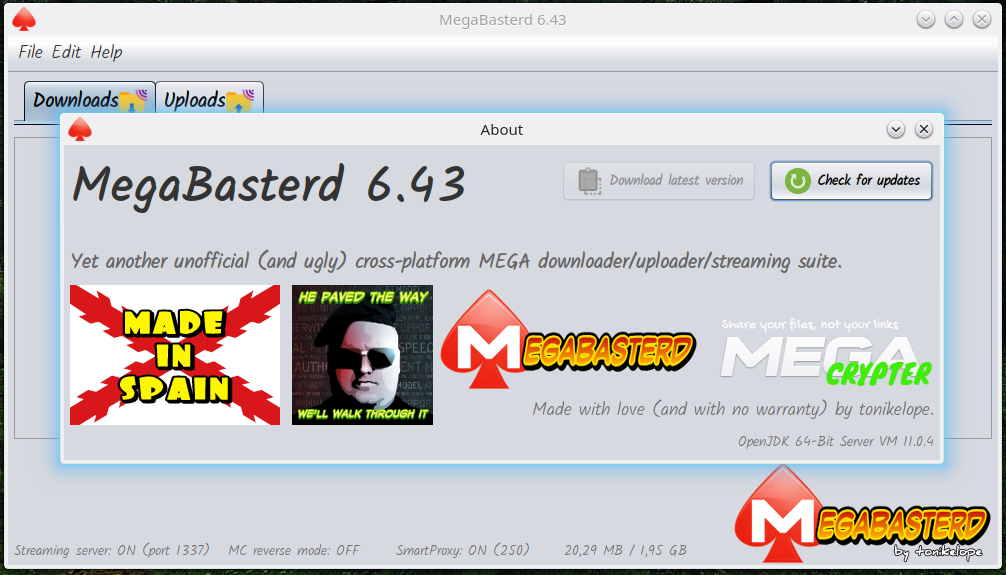 MegaBasterd 6.43
File Edit Help
Downloads Uploads
About
MegaBasterd 6.43
Download latest version
Check for updates
Yet another unofficial (and ugly) cross-platform MEGA downloader/uploader/streaming suite.
MADE
IN
SPAIN
HE PAVED THE WAY
WE'LL WALK THROUGH IT
MEGABASTERD
Share your files, not your links
MEGA
CRYPTER
Made with love (and with no warranty) by tonikelope.
OpenJDK 64-Bit Server VM 11.0.4
MEGABASTERD
by tonikelope
Streaming server: ON (port 1337) MC reverse mode: OFF SmartProxy: ON (250) 20,29 MB / 1,95 GB